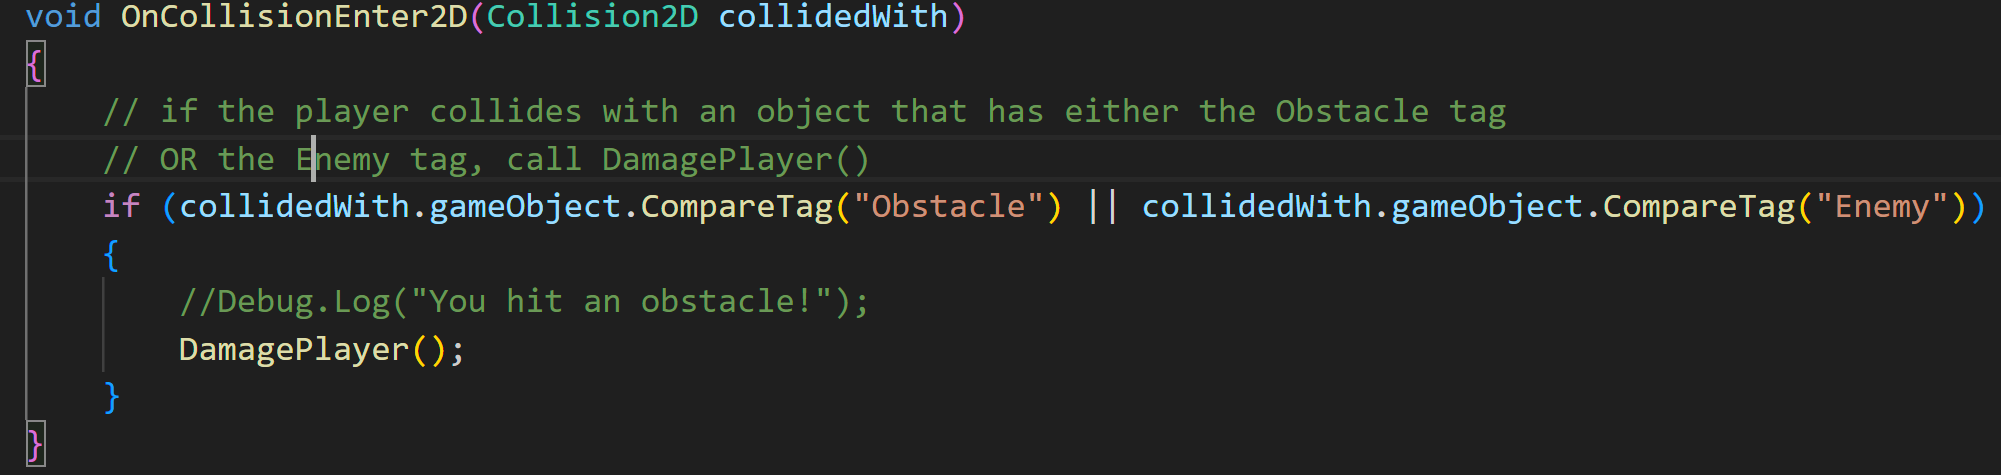 void OnCollisionEnter2D(Collision2D collidedWith)
{
    // if the player collides with an object that has either the Obstacle tag
    // OR the Enemy tag, call DamagePlayer()
    if (collidedWith.gameObject.CompareTag("Obstacle") || collidedWith.gameObject.CompareTag("Enemy"))
    {
        //Debug.Log("You hit an obstacle!");
        DamagePlayer();
    }
}